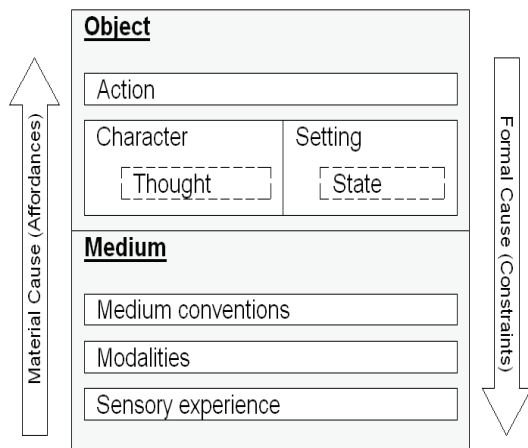 Object
Action
Character
Setting
Thought
State
Medium
Medium conventions
Modalities
Sensory experience
Material Cause (Affordances)
Formal Cause (Constraints)